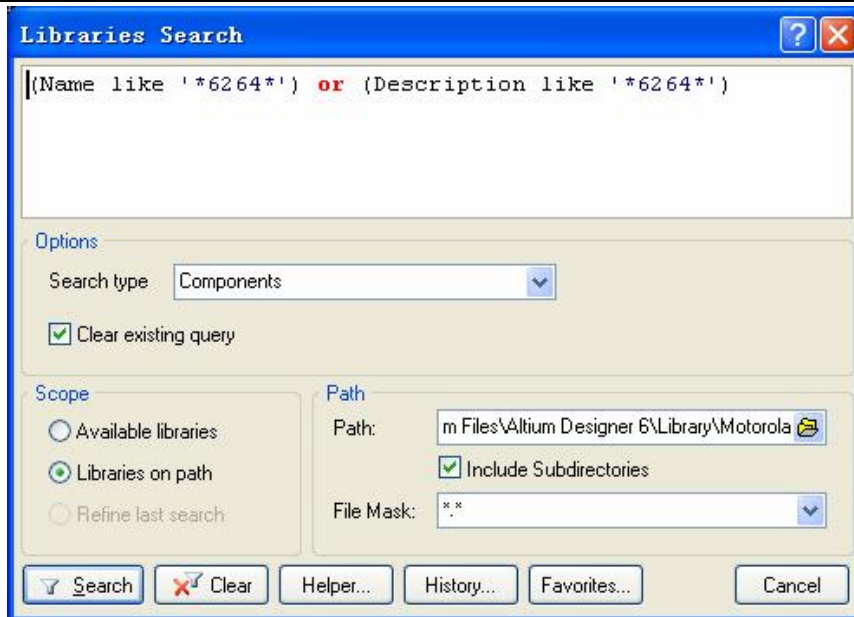 Libraries Search
(Name like '*6264*') or (Description like '*6264*')
Options
Search type Components
Clear existing query
Scope
Available libraries
Libraries on path
Refine last search
Path
Path: m Files\Altium Designer 6\Library\Motorola
Include Subdirectories
File Mask: *.*
Search Clear Helper... History... Favorites... Cancel